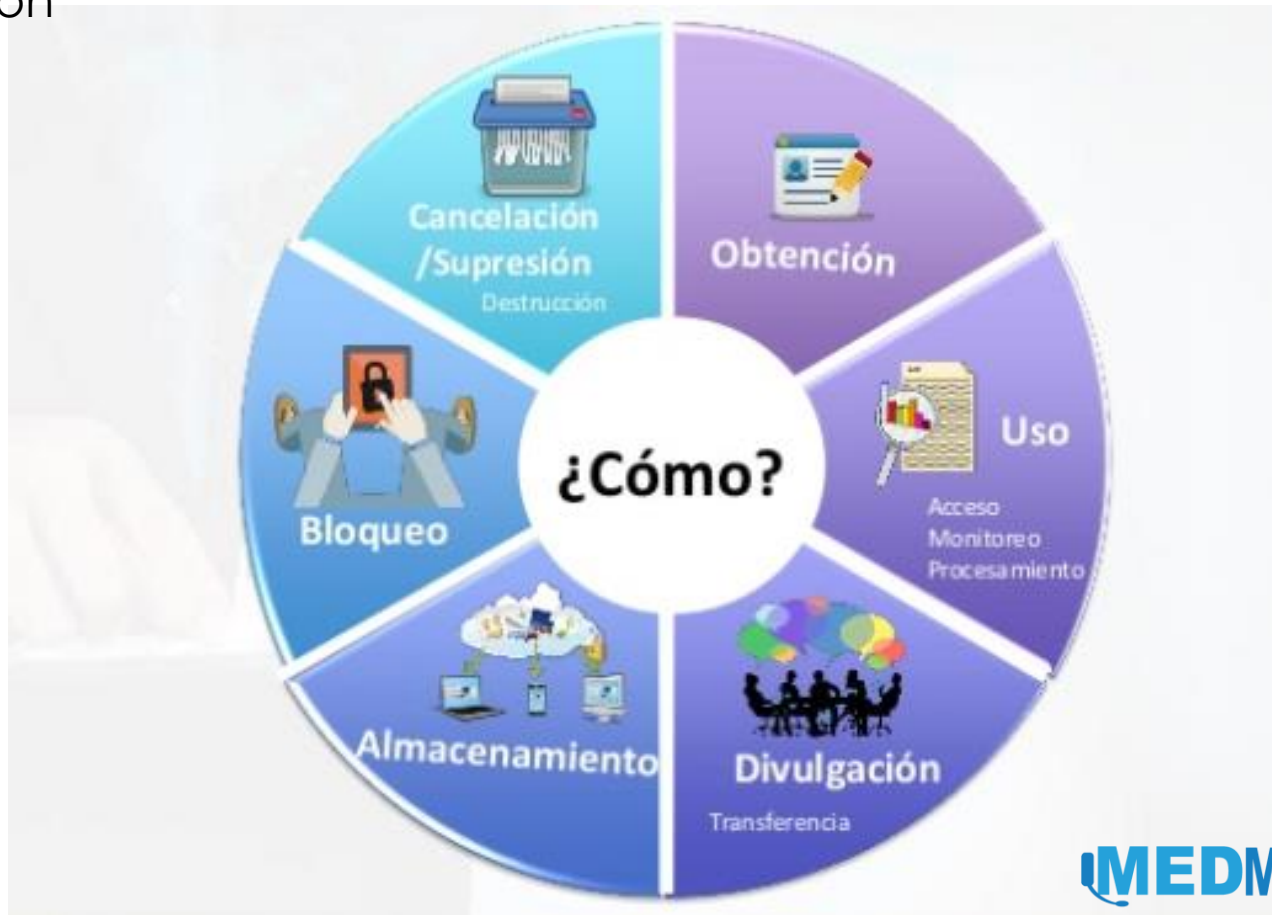 Cancelación
/Supresión
Destrucción
Obtención
Uso
Acceso
Monitoreo
Procesamiento
¿Cómo?
Bloqueo
Almacenamiento
Divulgación
Transferencia